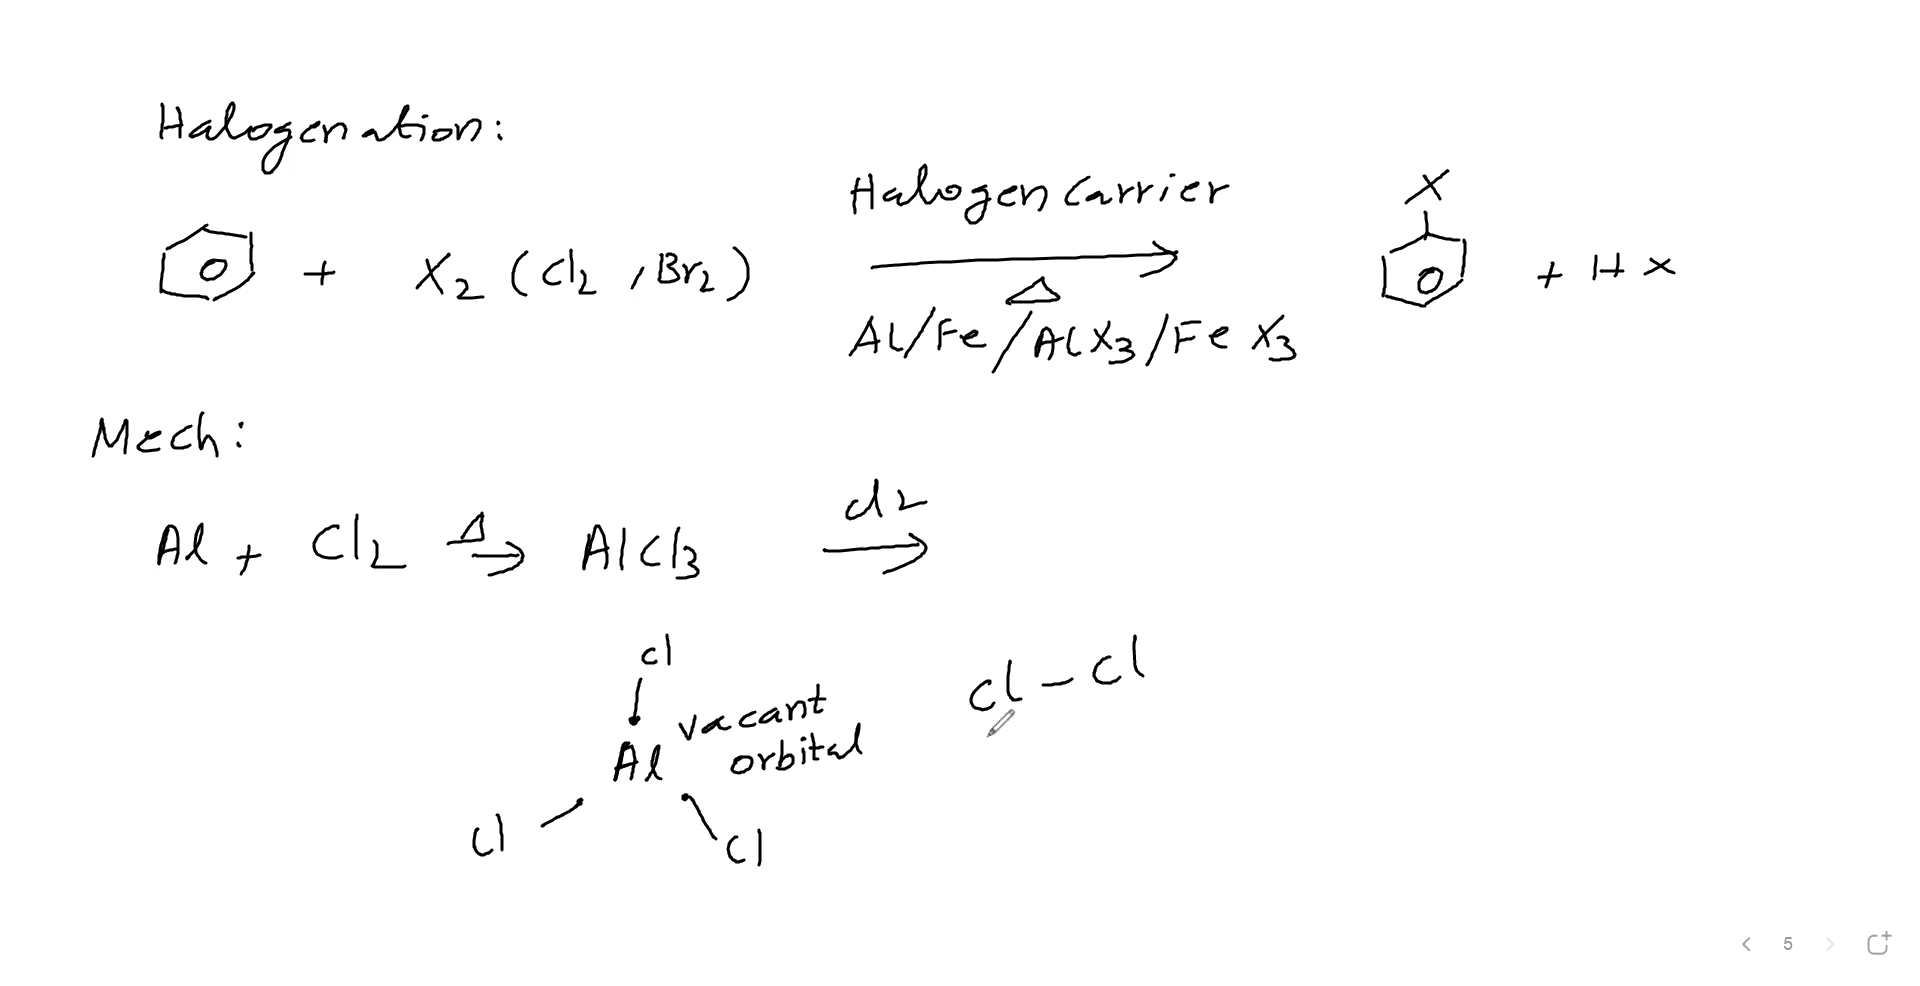 Halogenation:
Halogen Carrier
X
+ X2 (Cl2, Br2) → + HX
Δ
Al/Fe/AlX3/FeX3
Mech:
Cl2
Al + Cl2 Δ→ AlCl3 →
Cl
Cl - Cl
vacant
Al orbital
Cl Cl
5